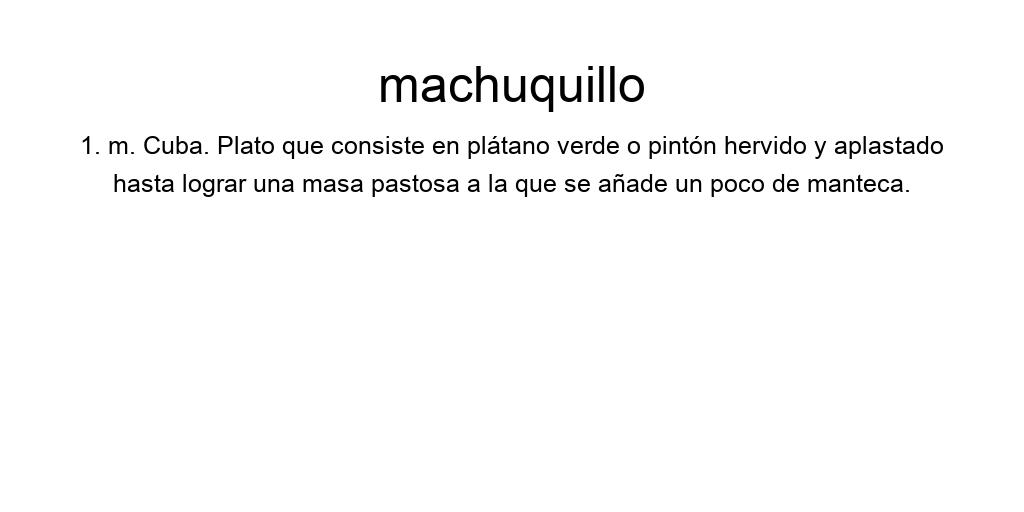 machuquillo
1. m. Cuba. Plato que consiste en plátano verde o pintón hervido y aplastado
hasta lograr una masa pastosa a la que se añade un poco de manteca.